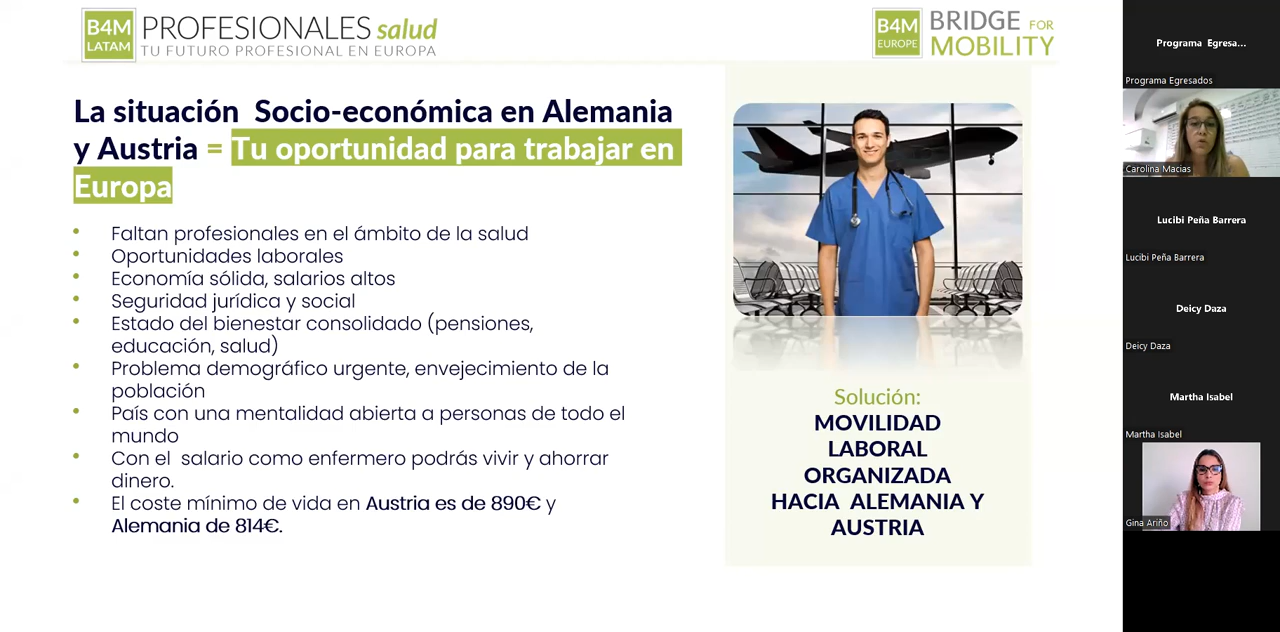 B4M
LATAM
PROFESIONALES salud
TU FUTURO PROFESIONAL EN EUROPA
B4M
EUROPE
BRIDGE FOR
MOBILITY
La situación  Socio-económica en Alemania
y Austria = Tu oportunidad para trabajar en
Europa
• Faltan profesionales en el ámbito de la salud
• Oportunidades laborales
• Economía sólida, salarios altos
• Seguridad jurídica y social
• Estado del bienestar consolidado (pensiones,
educación, salud)
• Problema demográfico urgente, envejecimiento de la
población
• País con una mentalidad abierta a personas de todo el
mundo
• Con el  salario como enfermero podrás vivir y ahorrar
dinero.
• El coste mínimo de vida en Austria es de 890€ y
Alemania de 814€.
Solución:
MOVILIDAD
LABORAL
ORGANIZADA
HACIA  ALEMANIA Y
AUSTRIA
Programa Egresa...
Programa Egresados
Carolina Macias
Lucibi Peña Barrera
Lucibi Peña Barrera
Deicy Daza
Deicy Daza
Martha Isabel
Martha Isabel
Gina Ariño